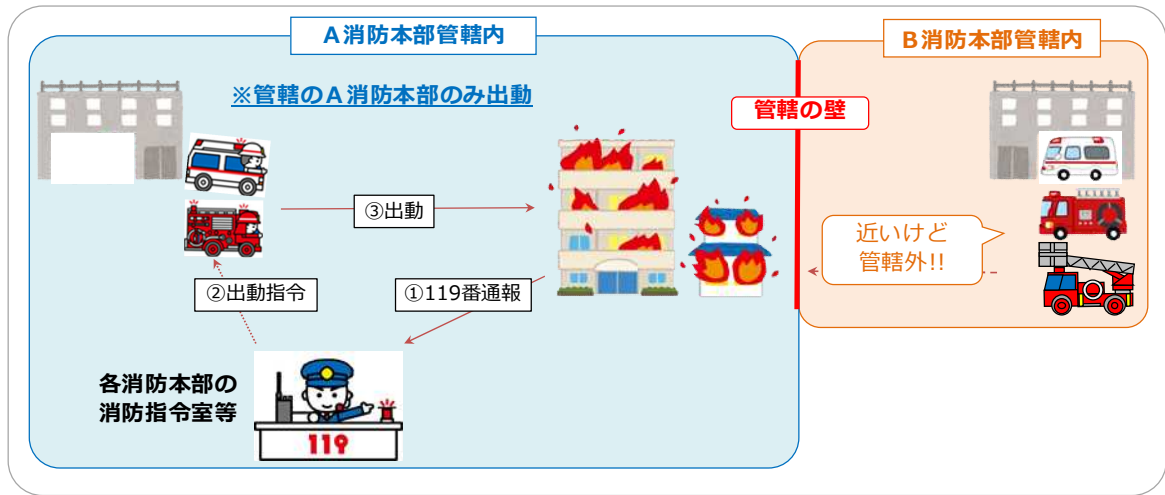 A消防本部管轄内
B消防本部管轄内
※管轄のA消防本部のみ出動
管轄の壁
③出動
近いけど
管轄外!!
②出動指令
①119番通報
各消防本部の
消防指令室等
119